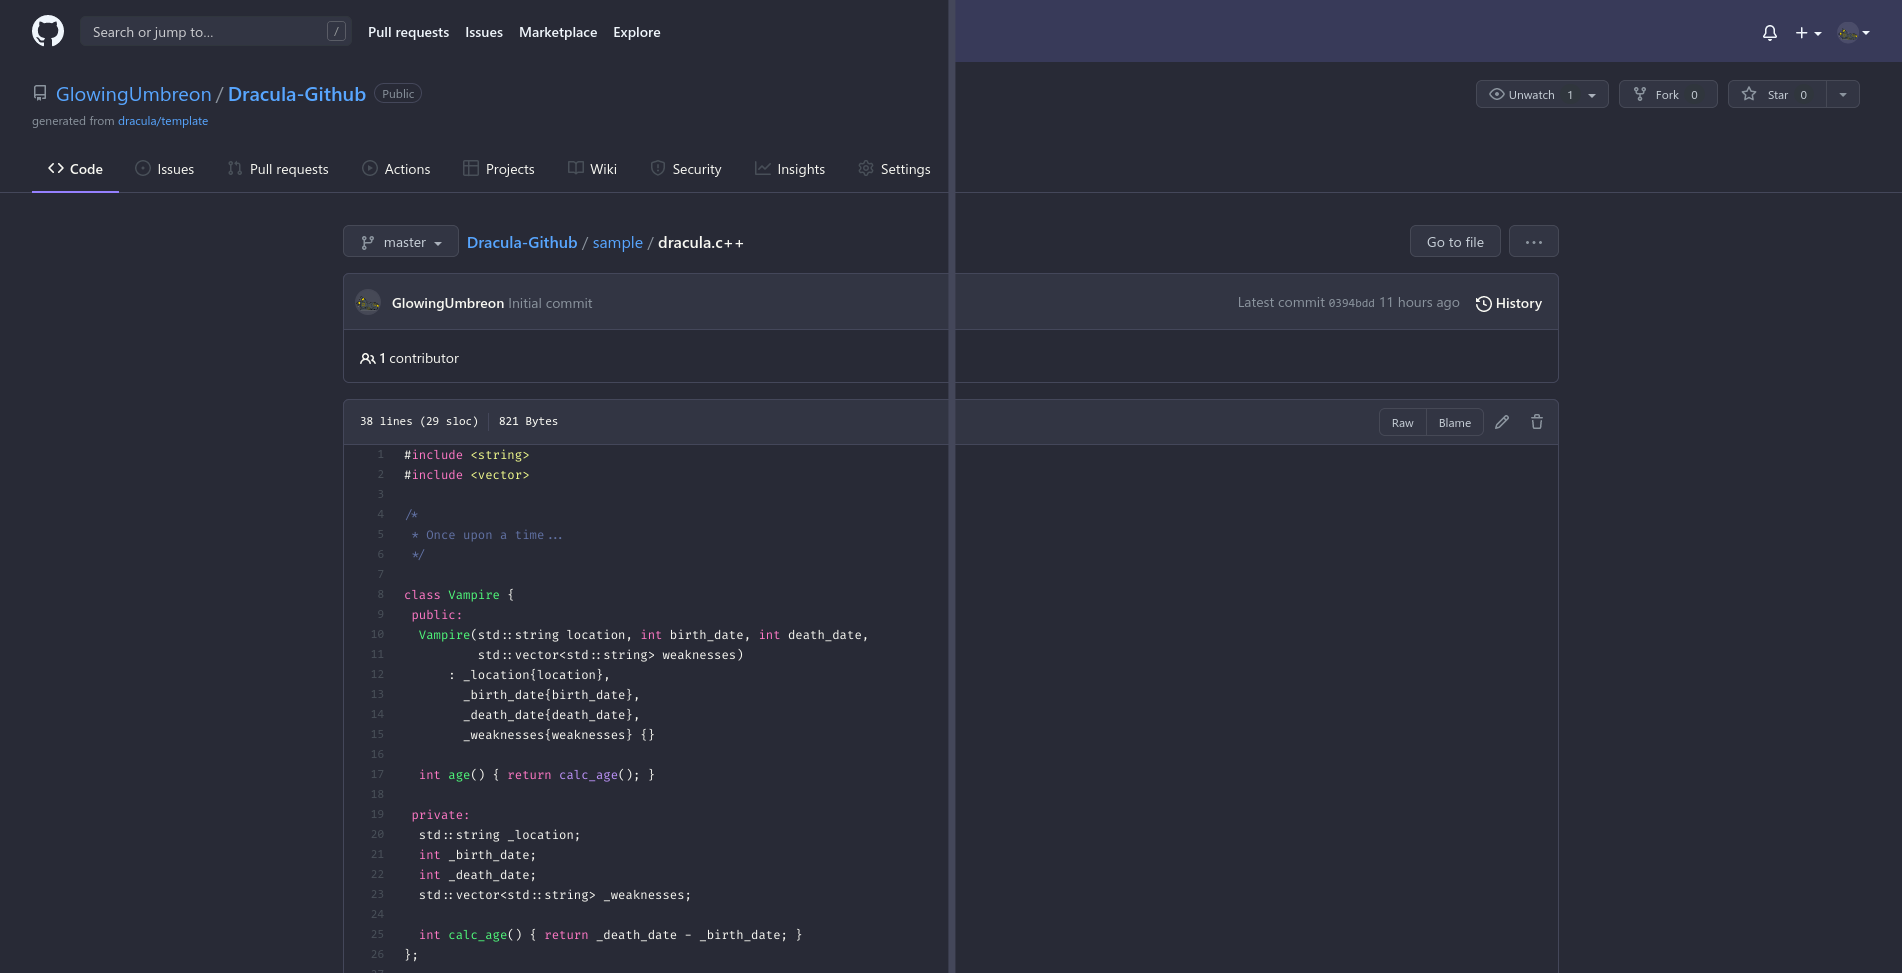 Search or jump to... /
Pull requests Issues Marketplace Explore
GlowingUmbreon / Dracula-Github Public
Unwatch 1 Fork 0 Star 0
generated from dracula/template
Code Issues Pull requests Actions Projects Wiki Security Insights Settings
master Dracula-Github / sample / dracula.c++
Go to file ...
GlowingUmbreon Initial commit
Latest commit 0394bdd 11 hours ago History
1 contributor
38 lines (29 sloc) 821 Bytes
Raw Blame
1 #include <string>
2 #include <vector>
3
4 /*
5 * Once upon a time...
6 */
7
8 class Vampire {
9 public:
10 Vampire(std::string location, int birth_date, int death_date,
11 std::vector<std::string> weaknesses)
12 : _location{location},
13 _birth_date{birth_date},
14 _death_date{death_date},
15 _weaknesses{weaknesses} {}
16
17 int age() { return calc_age(); }
18
19 private:
20 std::string _location;
21 int _birth_date;
22 int _death_date;
23 std::vector<std::string> _weaknesses;
24
25 int calc_age() { return _death_date - _birth_date; }
26 };